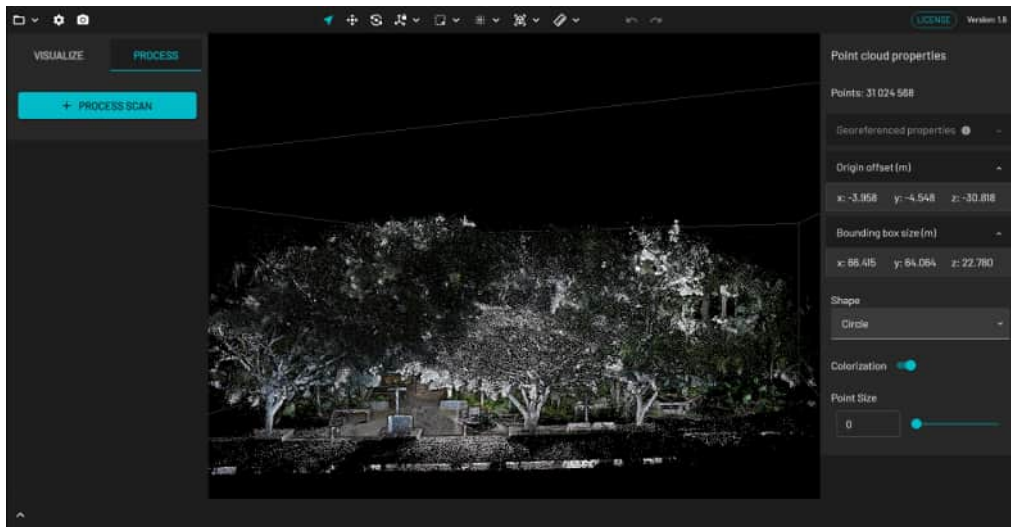 LICENSE
Version: 1.8
VISUALIZE
PROCESS
+ PROCESS SCAN
Point cloud properties
Points: 31 024 568
Georeferenced properties
Origin offset (m)
x: -3.958 y: -4.548 z: -30.818
Bounding box size (m)
x: 66.415 y: 64.064 z: 22.780
Shape
Circle
Colorization
Point Size
0